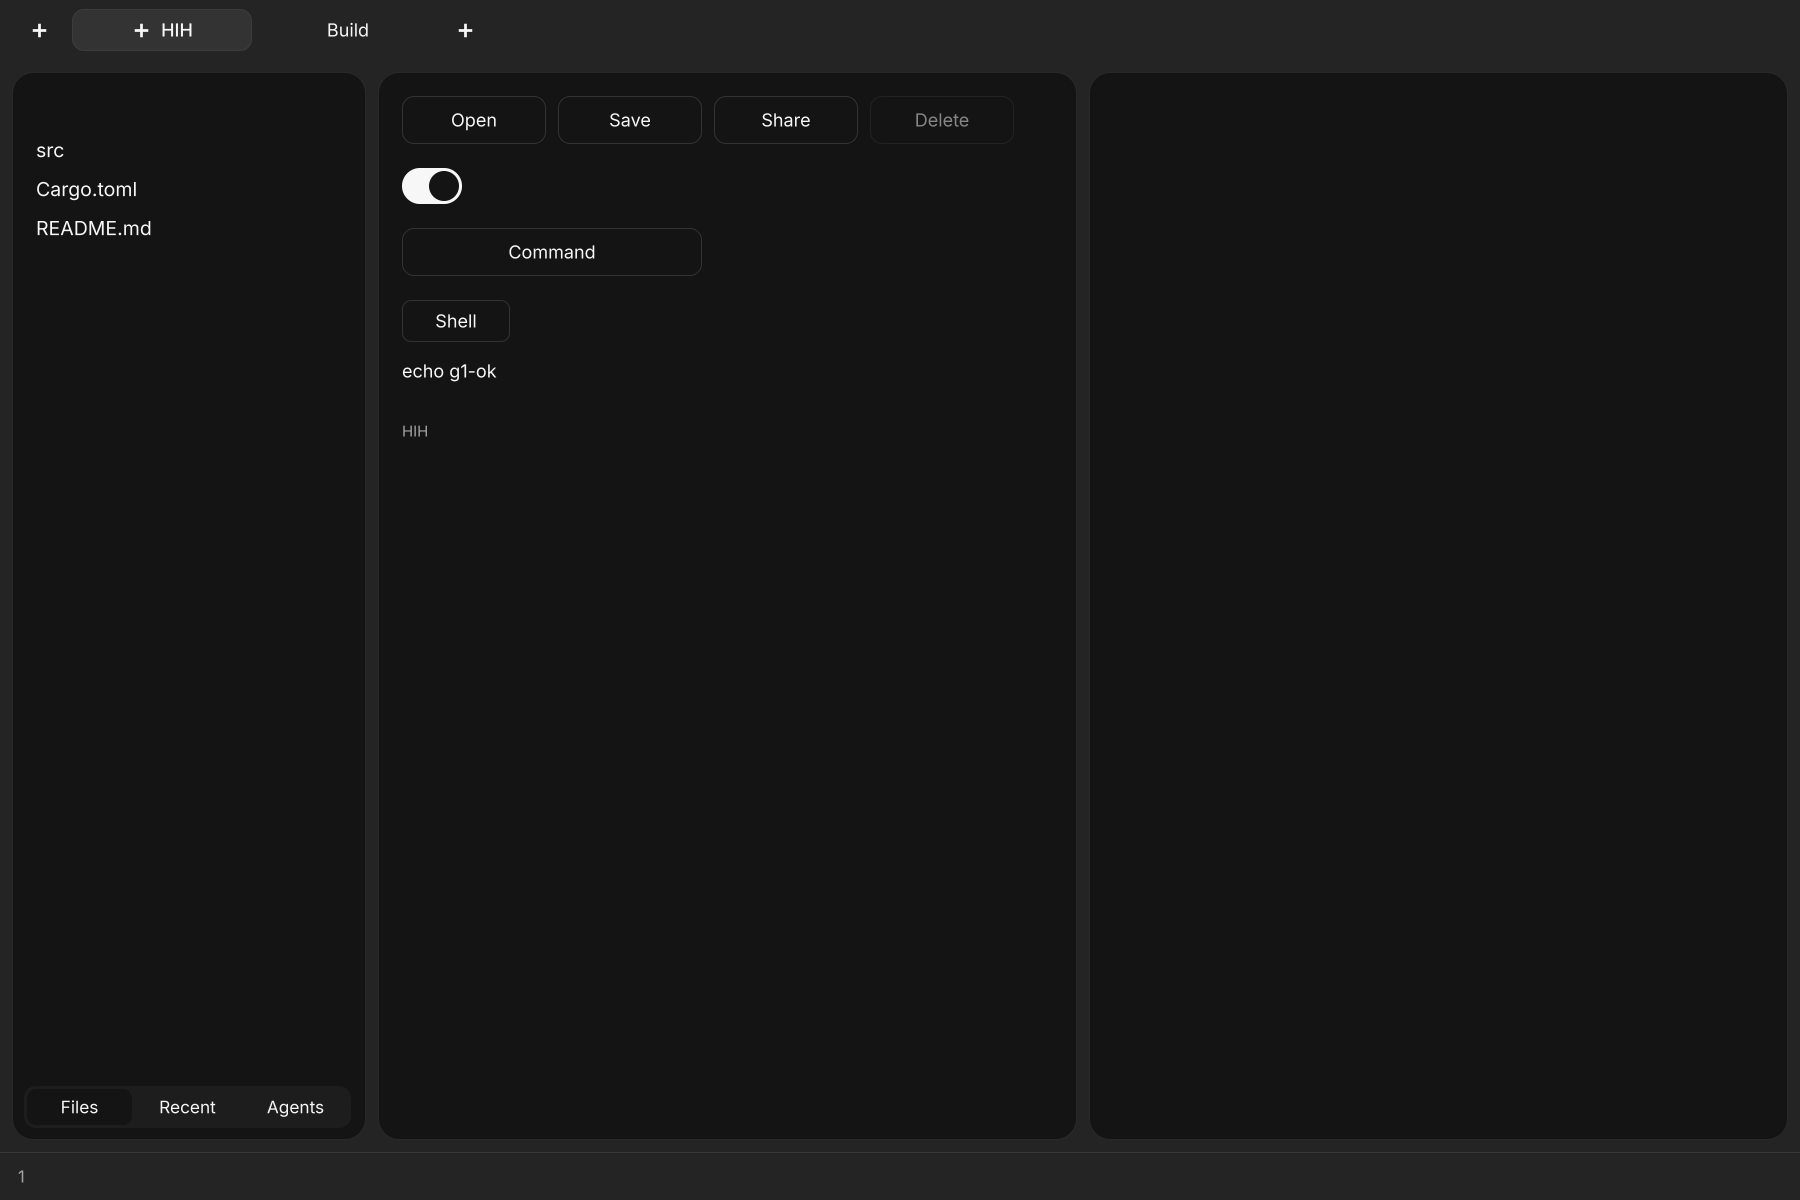 + + HIH Build +
src
Cargo.toml
README.md
Files Recent Agents
Open Save Share Delete
Command
Shell
echo g1-ok
HIH
1